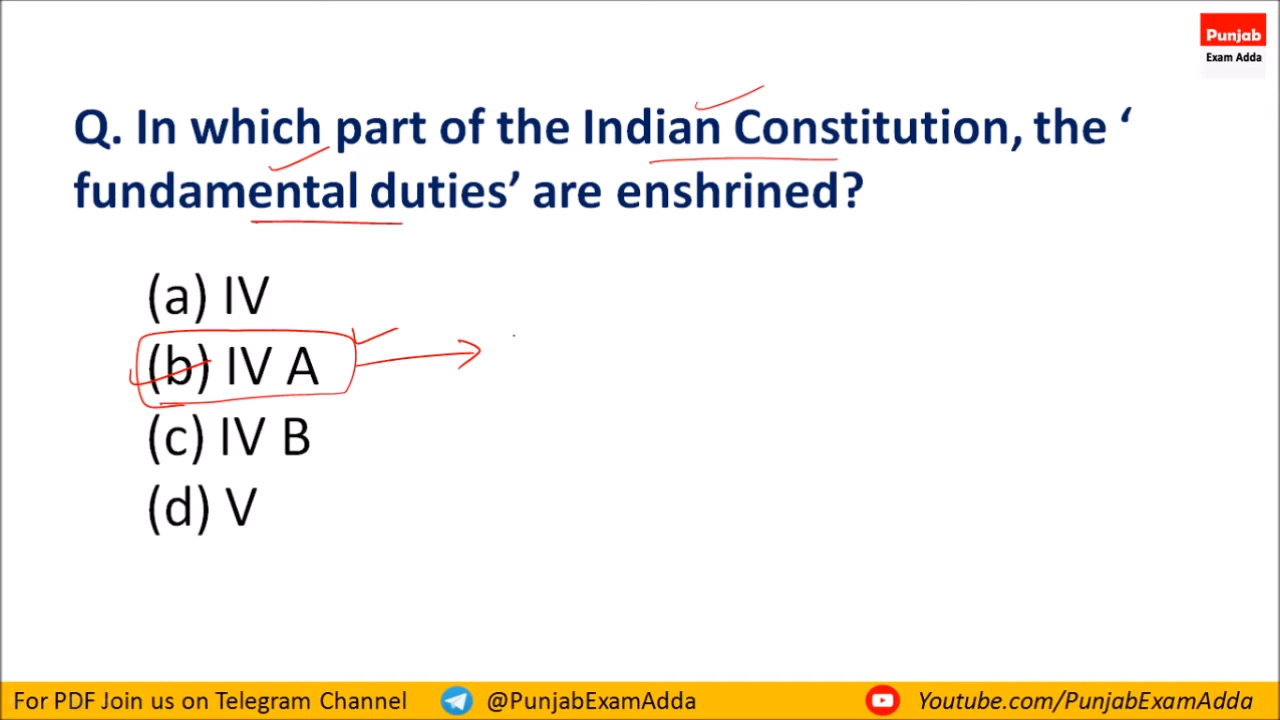 Punjab
Exam Adda
Q. In which part of the Indian Constitution, the ‘
fundamental duties’ are enshrined?
(a) IV
(b) IV A
(c) IV B
(d) V
For PDF Join us on Telegram Channel @PunjabExamAdda Youtube.com/PunjabExamAdda